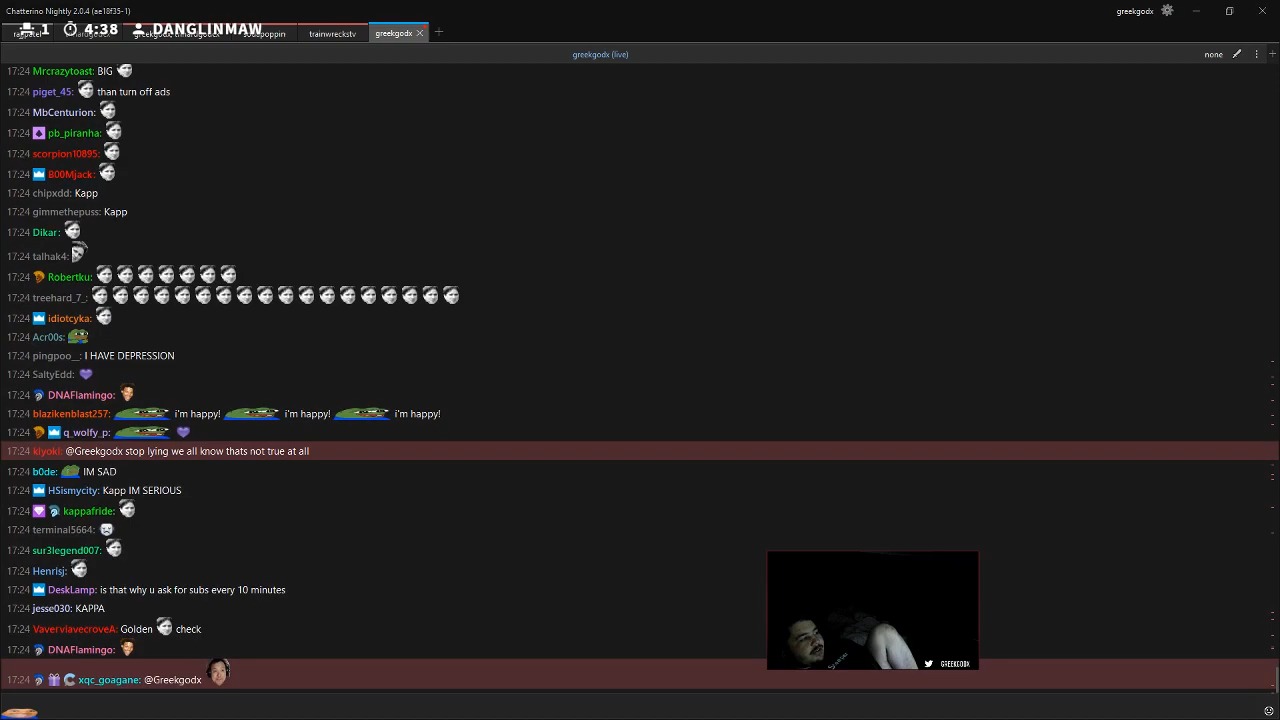 Chatterino Nightly 2.0.4 (ae18f35-1)
greekgodx
1 4:38 DANGLINMAW
trainwreckstv
greekgodx
greekgodx (live)
none
17:24 Mrcrazytoast: BIG
17:24 piget_45: than turn off ads
17:24 MbCenturion:
17:24 pb_piranha:
17:24 scorpion10895:
17:24 B00Mjack:
17:24 chipxdd: Kapp
17:24 gimmethepuss: Kapp
17:24 Dikar:
17:24 talhak4:
17:24 Robertku:
17:24 treehard_7_:
17:24 idiotcyka:
17:24 Acr00s:
17:24 pingpoo__: I HAVE DEPRESSION
17:24 SaltyEdd:
17:24 DNAFlamingo:
17:24 blazikenblast257: i'm happy! i'm happy! i'm happy!
17:24 q_wolfy_p:
17:24 kiyoki: @Greekgodx stop lying we all know thats not true at all
17:24 b0de: IM SAD
17:24 HSismycity: Kapp IM SERIOUS
17:24 kappafride:
17:24 terminal5664:
17:24 sur3legend007:
17:24 Henrisj:
17:24 DeskLamp: is that why u ask for subs every 10 minutes
17:24 jesse030: KAPPA
17:24 VaverviavecroveA: Golden check
17:24 DNAFlamingo:
17:24 xqc_goagane: @Greekgodx
GREEKGODX